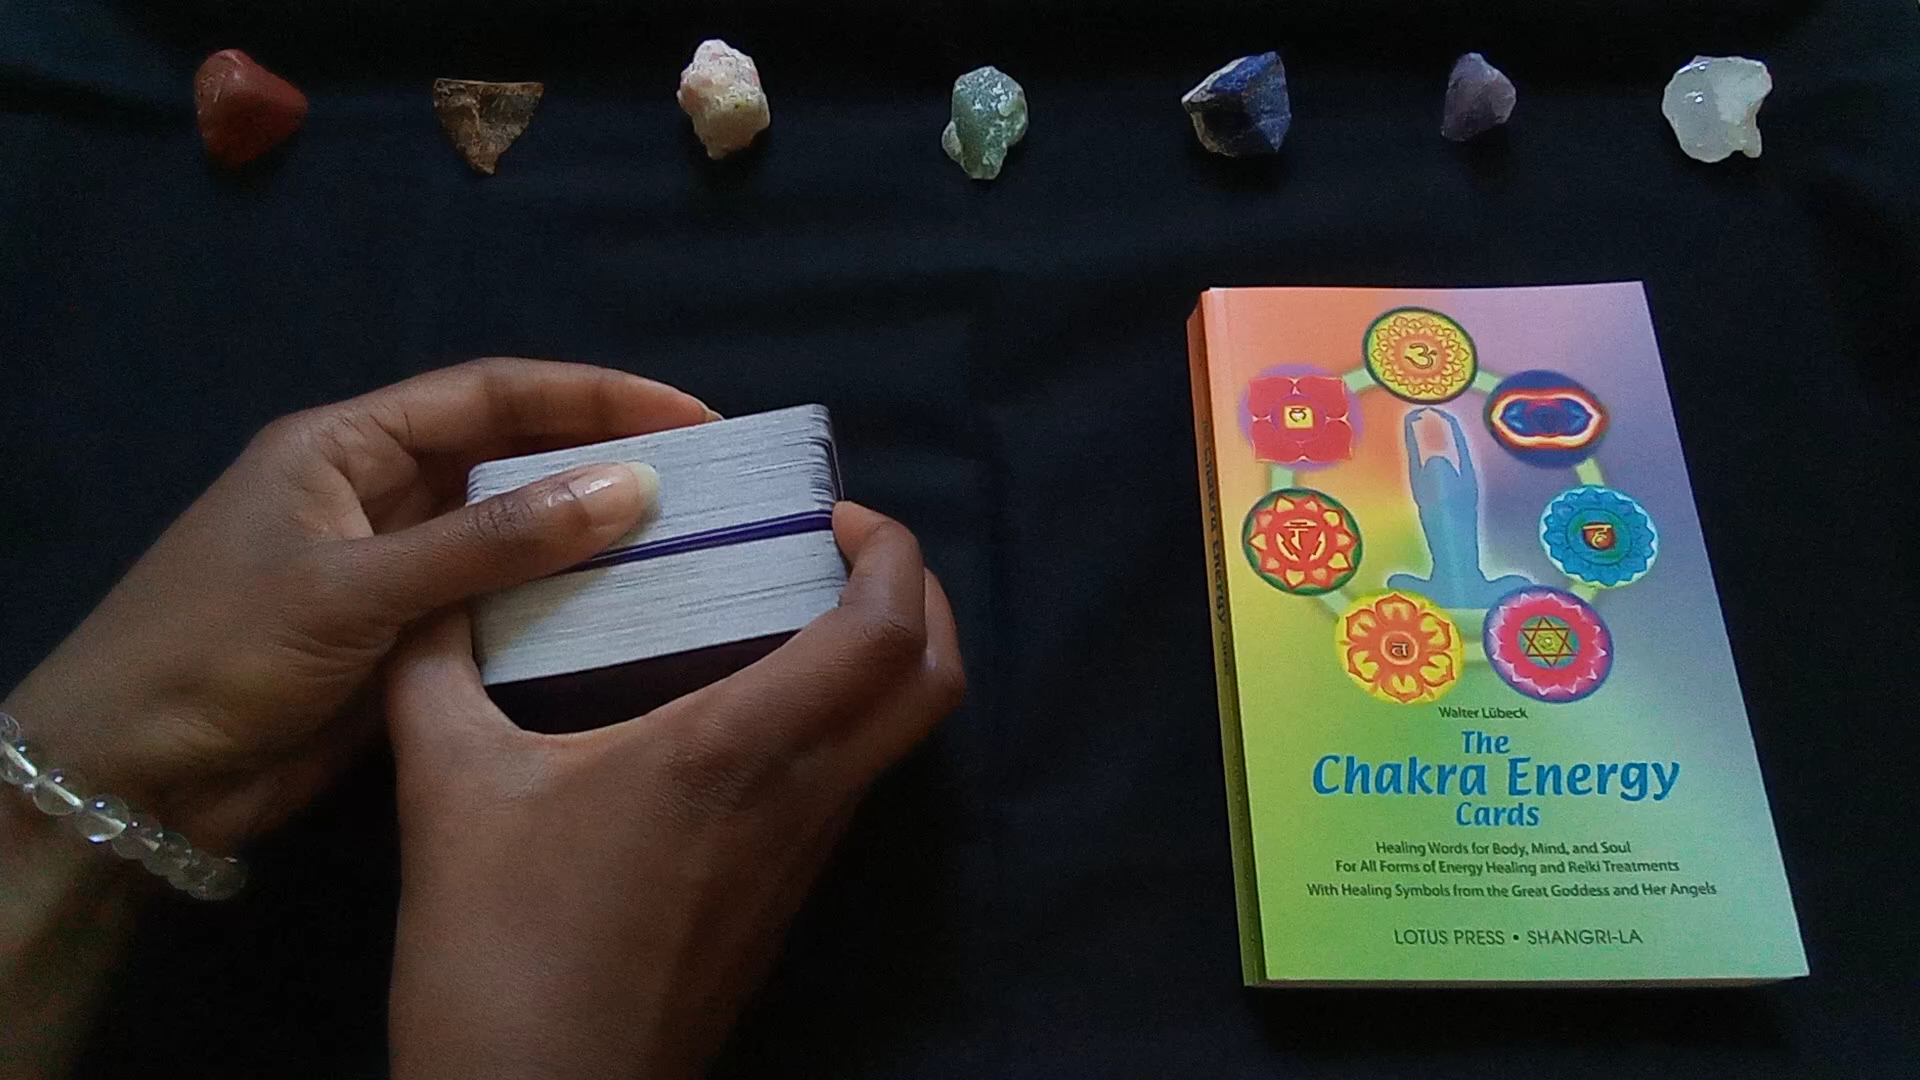 ॐ
Walter Lübeck
The
Chakra Energy
Cards
Healing Words for Body, Mind, and Soul
For All Forms of Energy Healing and Reiki Treatments
With Healing Symbols from the Great Goddess and Her Angels
LOTUS PRESS • SHANGRI-LA